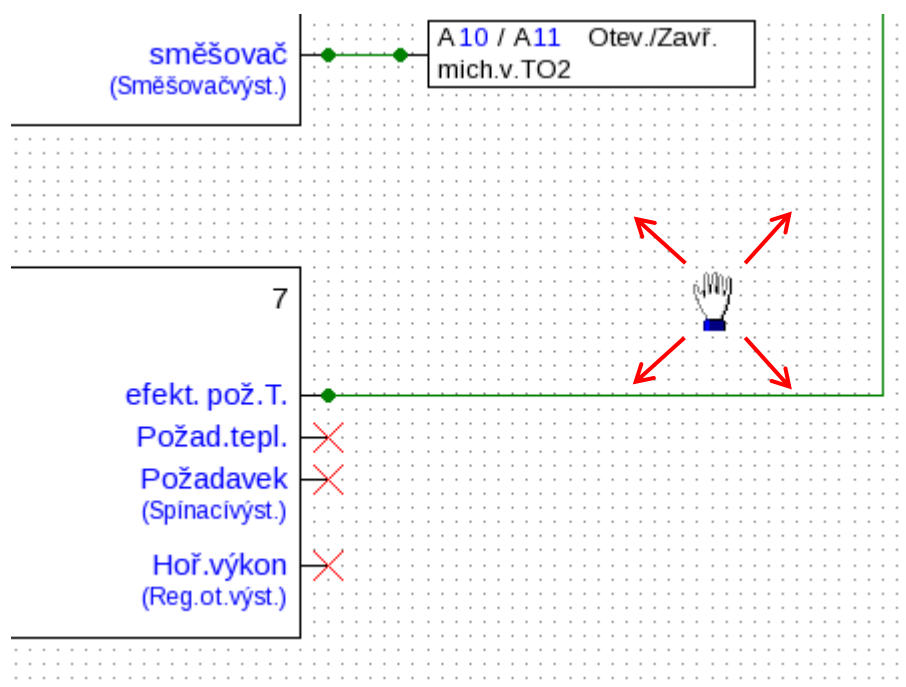 směšovač
(Směšovačvýst.)
A10 / A11 Otev./Zavř.
mich.v.TO2
7
efekt. pož.T.
Požad.tepl.
Požadavek
(Spínacívýst.)
Hoř.výkon
(Reg.ot.výst.)